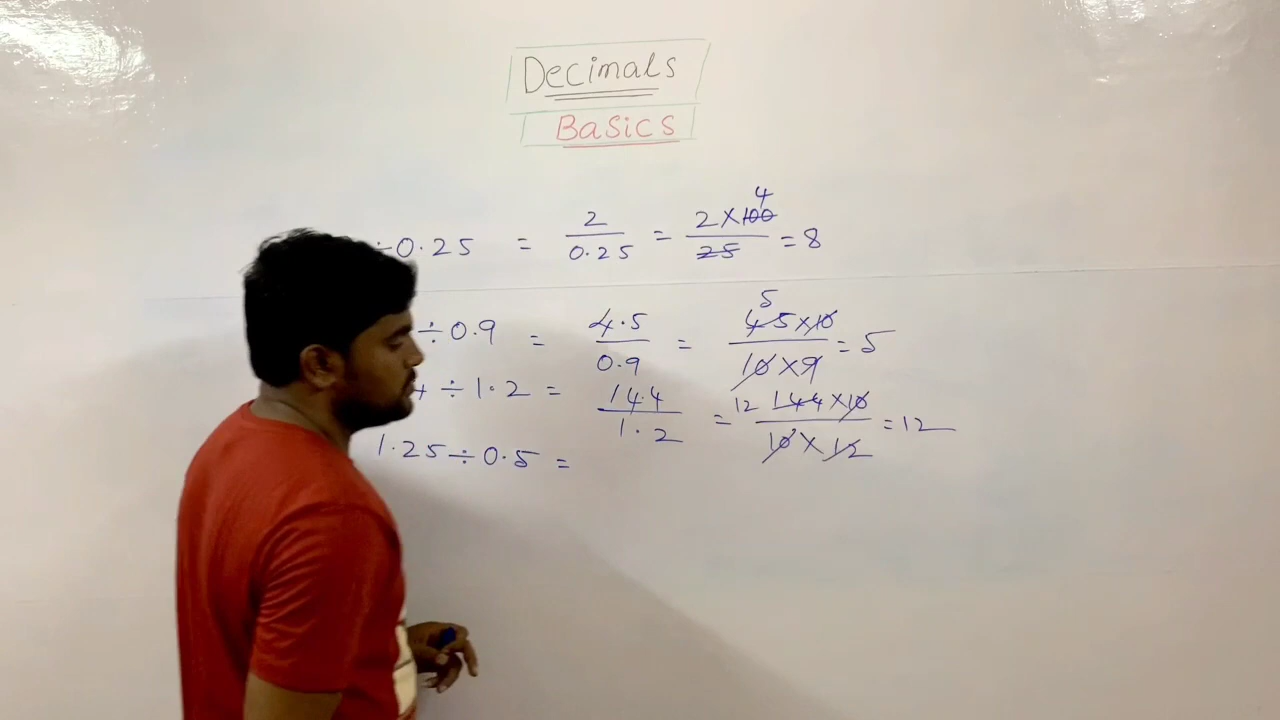 Decimals
Basics
÷0.25 = 2/0.25 = 2×100/25 4 = 8
÷0.9 = 4.5/0.9 = 5 45×10/10×9 = 5
÷1.2 = 14.4/1.2 = 12 144×10/10×12 = 12
1.25÷0.5 =